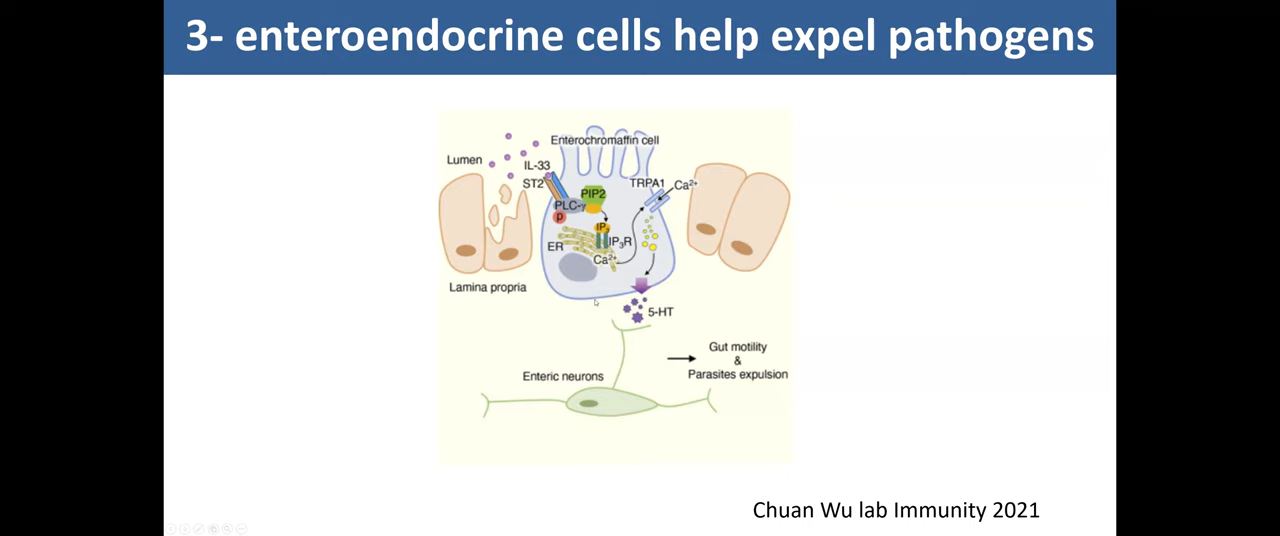 3- enteroendocrine cells help expel pathogens
Enterochromaffin cell
Lumen
IL-33
ST2
TRPA1
Ca²⁺
PIP2
PLC-γ
p
IP₃
IP₃R
ER
Ca²⁺
Lamina propria
5-HT
Gut motility
&
Parasites expulsion
Enteric neurons
Chuan Wu lab Immunity 2021